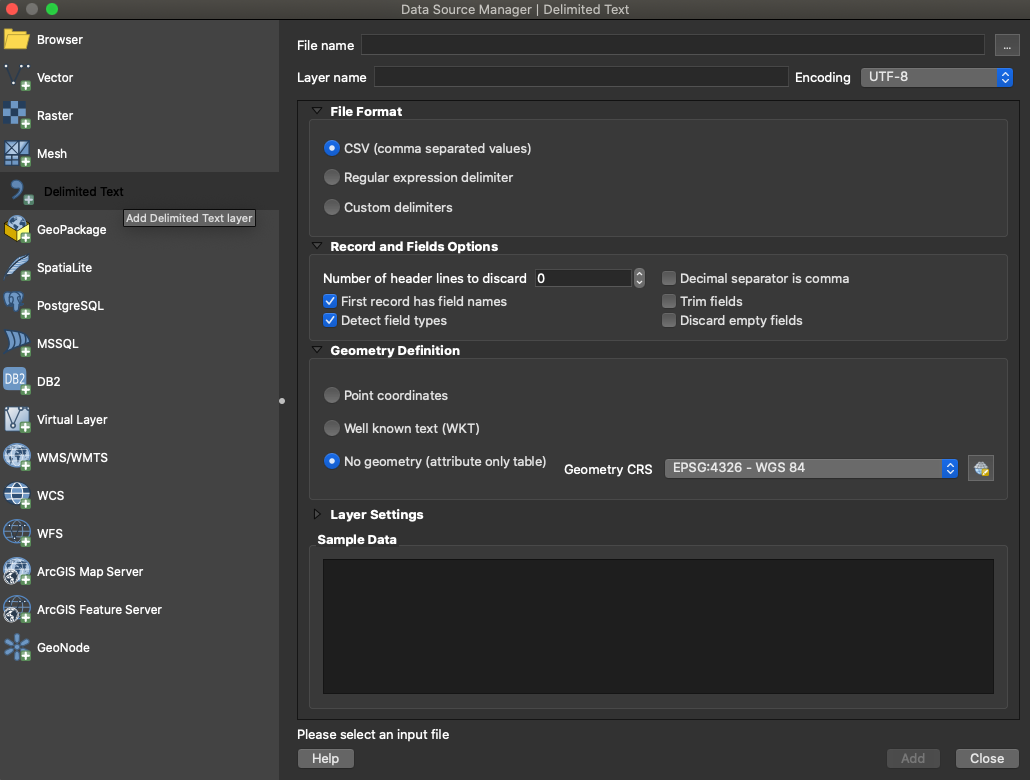 Data Source Manager | Delimited Text
Browser
Vector
Raster
Mesh
Delimited Text
Add Delimited Text layer
GeoPackage
SpatiaLite
PostgreSQL
MSSQL
DB2
DB2
Virtual Layer
WMS/WMTS
WCS
WFS
ArcGIS Map Server
ArcGIS Feature Server
GeoNode
File name
...
Layer name
Encoding UTF-8
File Format
CSV (comma separated values)
Regular expression delimiter
Custom delimiters
Record and Fields Options
Number of header lines to discard 0
Decimal separator is comma
First record has field names
Trim fields
Detect field types
Discard empty fields
Geometry Definition
Point coordinates
Well known text (WKT)
No geometry (attribute only table)
Geometry CRS EPSG:4326 - WGS 84
Layer Settings
Sample Data
Please select an input file
Help
Add
Close